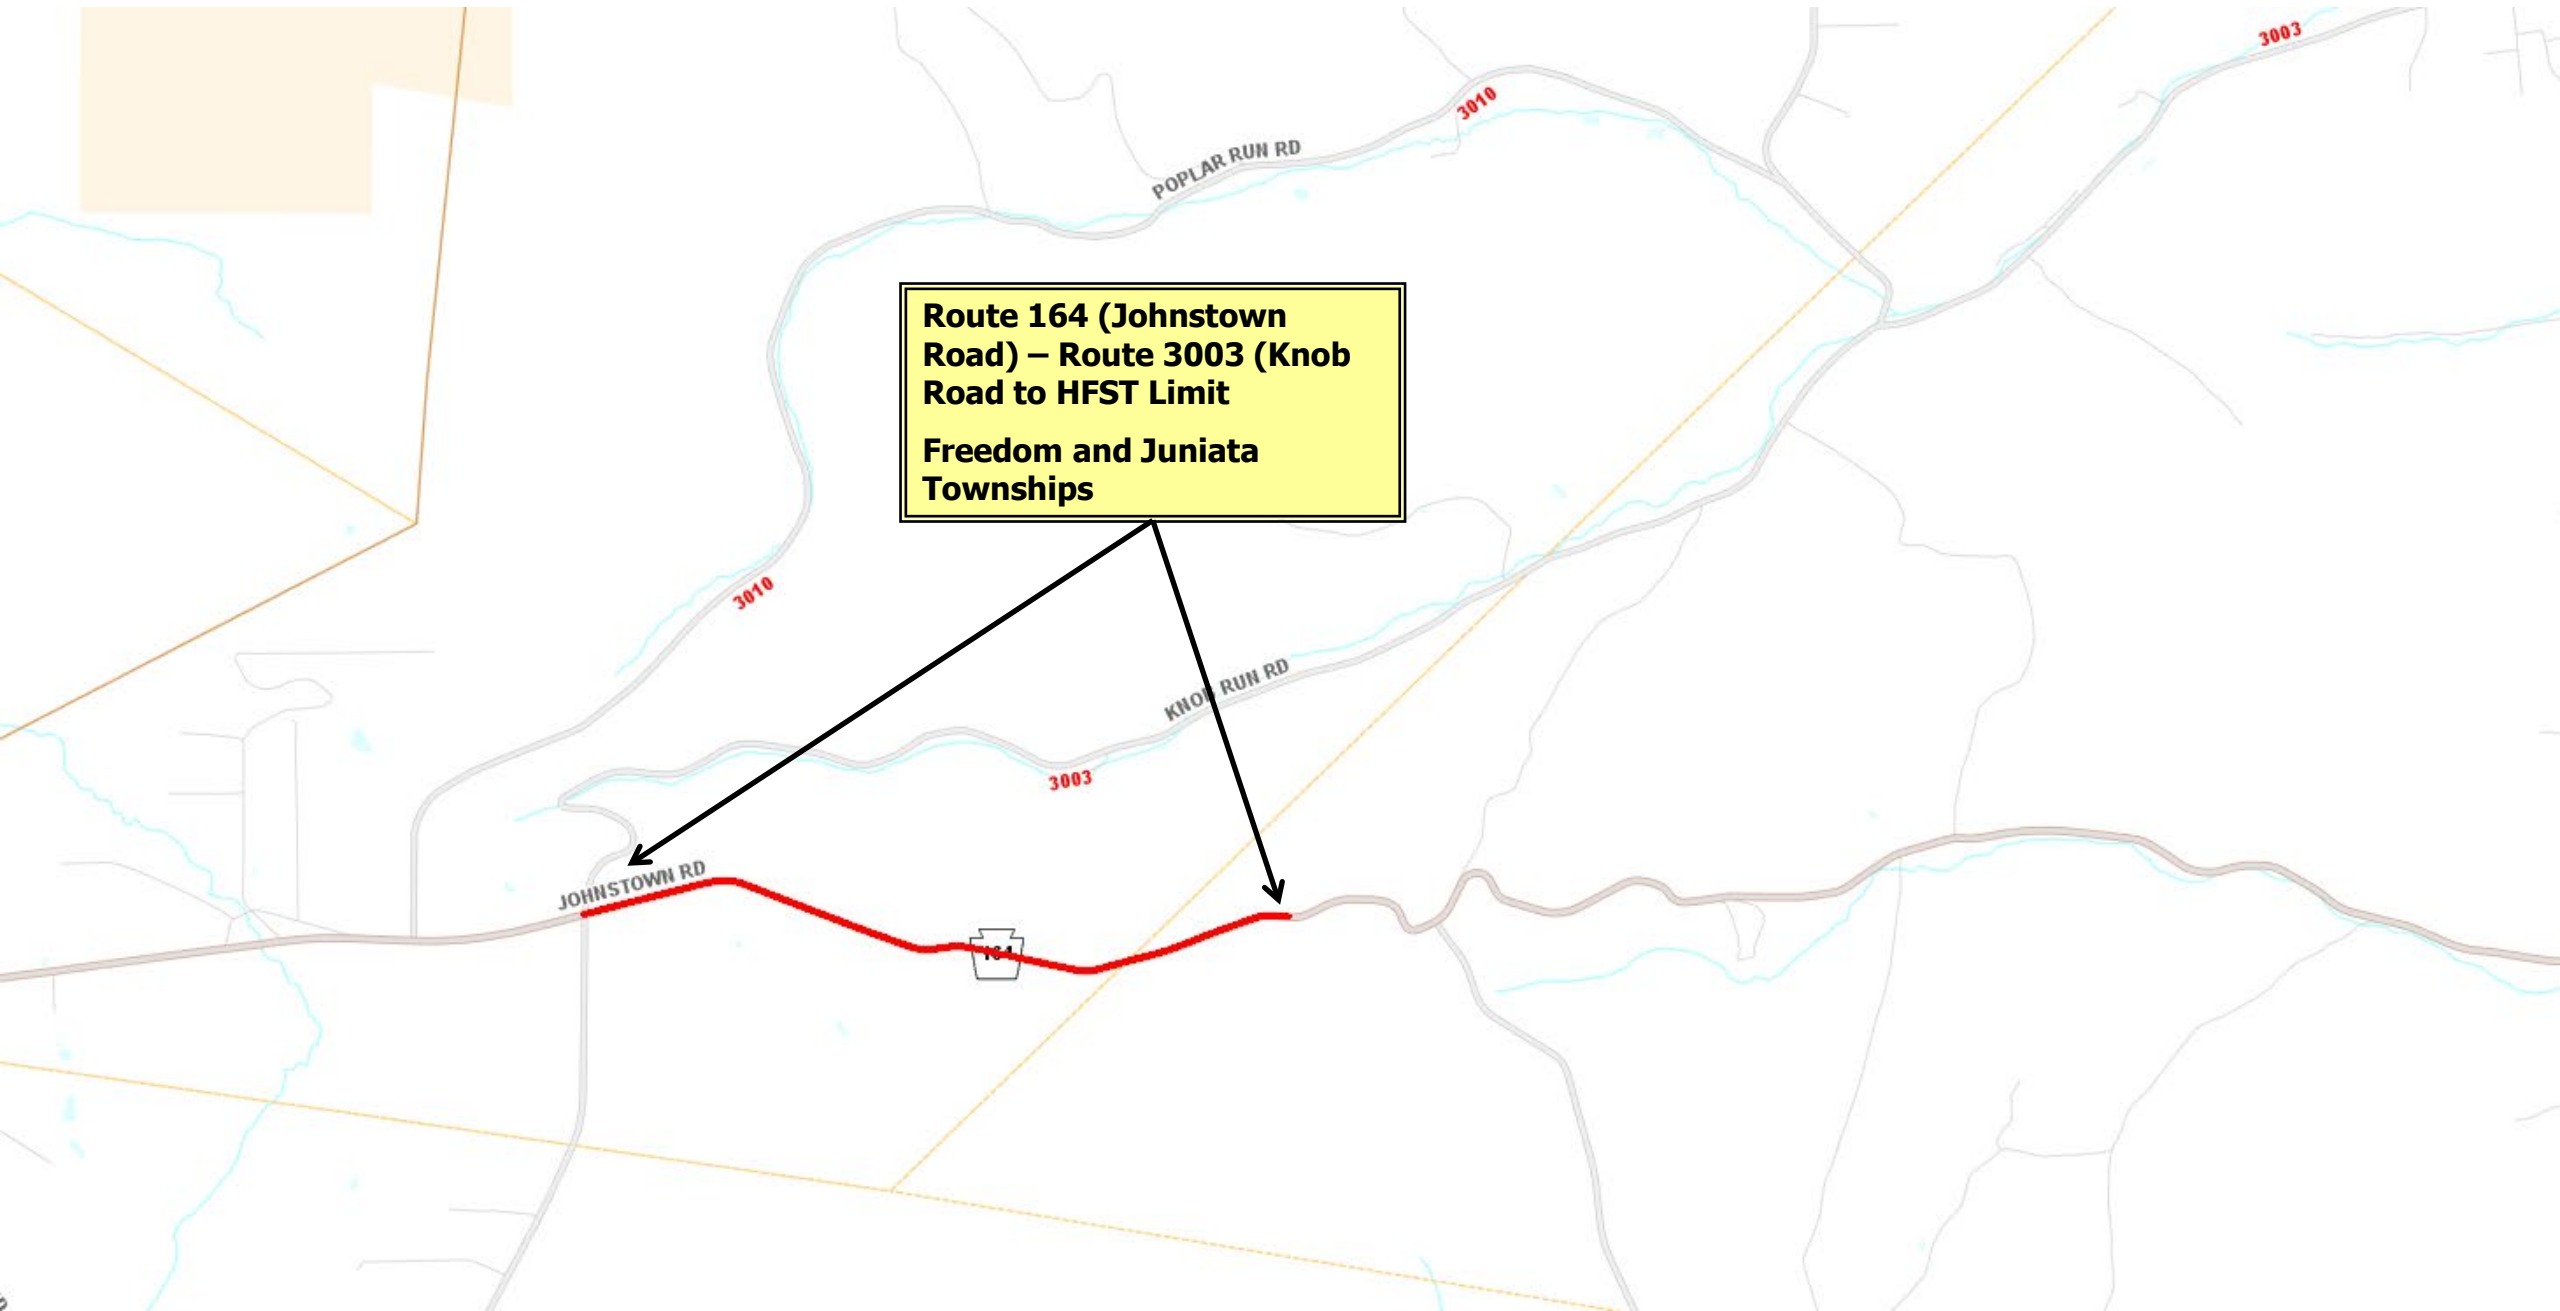 3003
3010
POPLAR RUN RD
Route 164 (Johnstown
Road) – Route 3003 (Knob
Road to HFST Limit
Freedom and Juniata
Townships
3010
KNOB RUN RD
3003
JOHNSTOWN RD
164